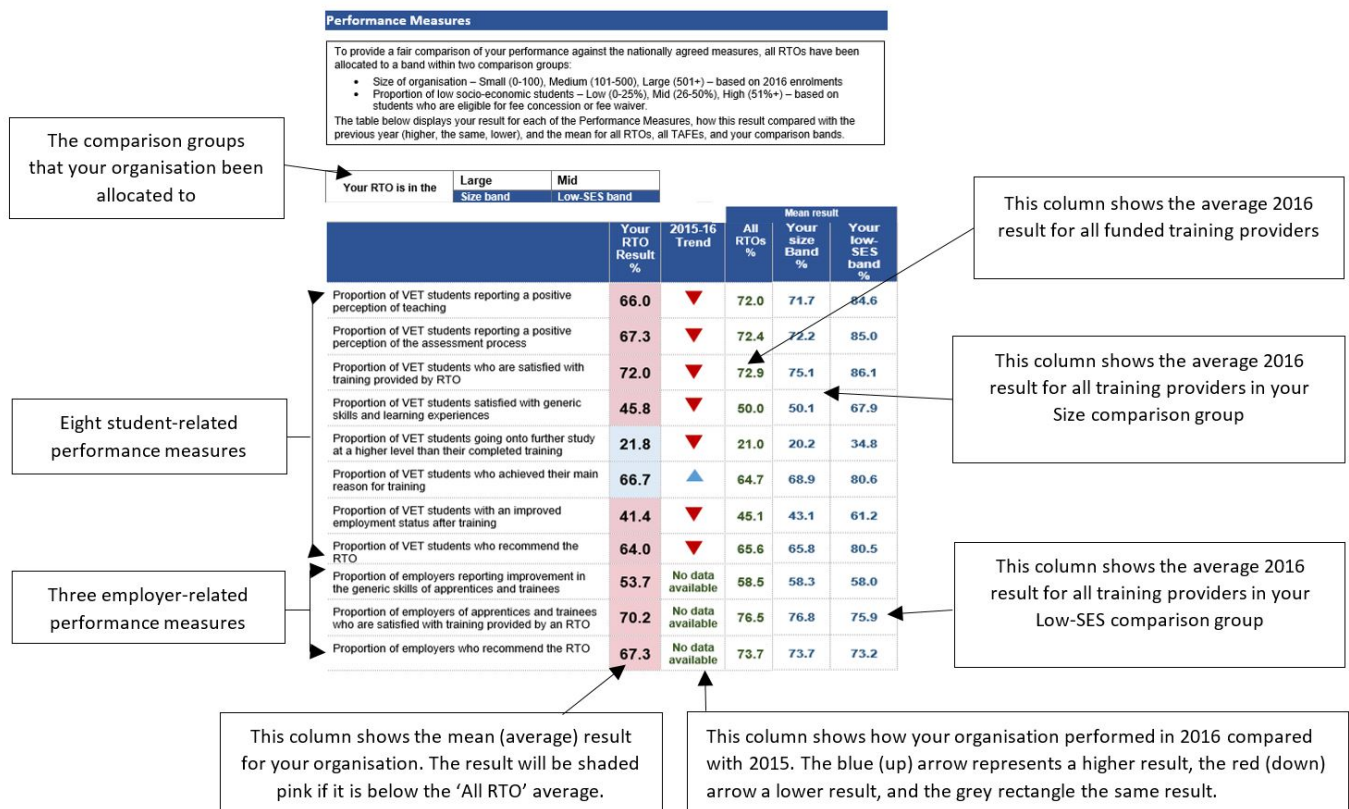 Performance Measures
To provide a fair comparison of your performance against the nationally agreed measures, all RTOs have been
allocated to a band within two comparison groups:
• Size of organisation – Small (0-100), Medium (101-500), Large (501+) – based on 2016 enrolments
• Proportion of low socio-economic students – Low (0-25%), Mid (26-50%), High (51%+) – based on
students who are eligible for fee concession or fee waiver.
The table below displays your result for each of the Performance Measures, how this result compared with the
previous year (higher, the same, lower), and the mean for all RTOs, all TAFEs, and your comparison bands.
The comparison groups
that your organisation been
allocated to
Your RTO is in the
Large
Mid
Size band
Low-SES band
Mean result
Your
RTO
Result
%
2015-16
Trend
All
RTOs
%
Your
size
Band
%
Your
low-
SES
band
%
Proportion of VET students reporting a positive
perception of teaching
66.0 72.0 71.7 84.6
Proportion of VET students reporting a positive
perception of the assessment process
67.3 72.4 72.2 85.0
Proportion of VET students who are satisfied with
training provided by RTO
72.0 72.9 75.1 86.1
Proportion of VET students satisfied with generic
skills and learning experiences
45.8 50.0 50.1 67.9
Proportion of VET students going onto further study
at a higher level than their completed training
21.8 21.0 20.2 34.8
Proportion of VET students who achieved their main
reason for training
66.7 64.7 68.9 80.6
Proportion of VET students with an improved
employment status after training
41.4 45.1 43.1 61.2
Proportion of VET students who recommend the
RTO
64.0 65.6 65.8 80.5
Proportion of employers reporting improvement in
the generic skills of apprentices and trainees
53.7 No data
available 58.5 58.3 58.0
Proportion of employers of apprentices and trainees
who are satisfied with training provided by an RTO
70.2 No data
available 76.5 76.8 75.9
Proportion of employers who recommend the RTO
67.3 No data
available 73.7 73.7 73.2
Eight student-related
performance measures
Three employer-related
performance measures
This column shows the average 2016
result for all funded training providers
This column shows the average 2016
result for all training providers in your
Size comparison group
This column shows the average 2016
result for all training providers in your
Low-SES comparison group
This column shows the mean (average) result
for your organisation. The result will be shaded
pink if it is below the ‘All RTO’ average.
This column shows how your organisation performed in 2016 compared
with 2015. The blue (up) arrow represents a higher result, the red (down)
arrow a lower result, and the grey rectangle the same result.